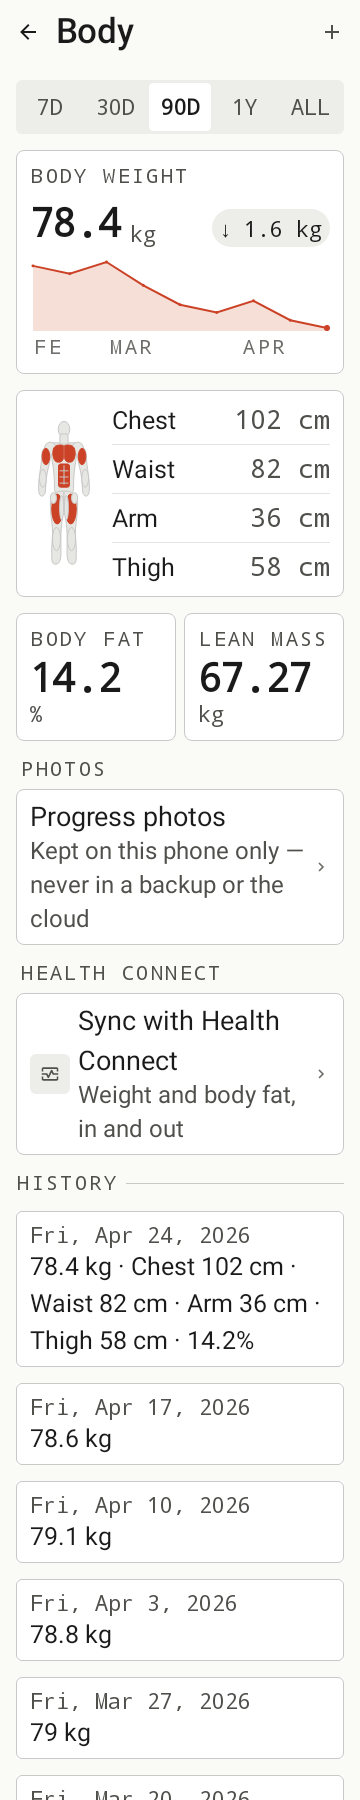 Body
7D 30D 90D 1Y ALL
BODY WEIGHT
78.4 kg ↓ 1.6 kg
FE MAR APR
Chest 102 cm
Waist 82 cm
Arm 36 cm
Thigh 58 cm
BODY FAT LEAN MASS
14.2 67.27
% kg
PHOTOS
Progress photos
Kept on this phone only —
never in a backup or the
cloud
HEALTH CONNECT
Sync with Health
Connect
Weight and body fat,
in and out
HISTORY
Fri, Apr 24, 2026
78.4 kg · Chest 102 cm ·
Waist 82 cm · Arm 36 cm ·
Thigh 58 cm · 14.2%
Fri, Apr 17, 2026
78.6 kg
Fri, Apr 10, 2026
79.1 kg
Fri, Apr 3, 2026
78.8 kg
Fri, Mar 27, 2026
79 kg
Fri, Mar 20, 2026